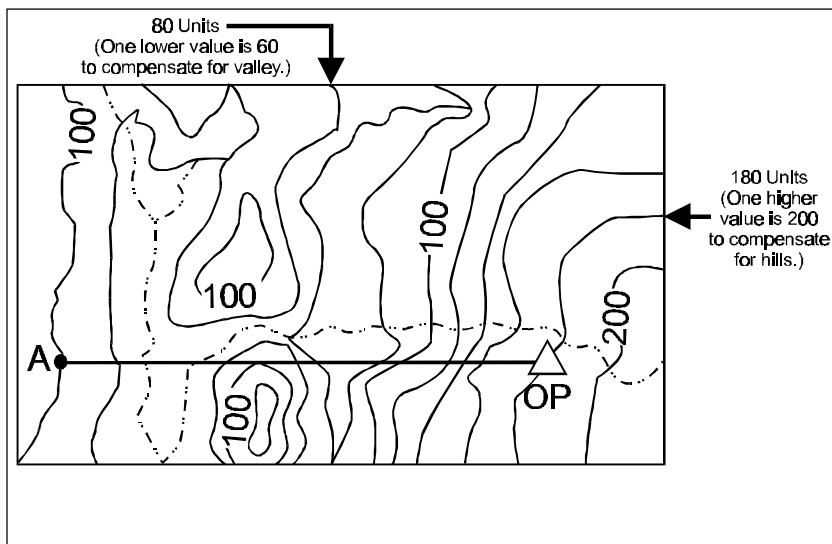 80 Units
(One lower value is 60
to compensate for valley.)
100
100
180 Units
(One higher
value is 200
to compensate
for hills.)
100
200
A
OP
100